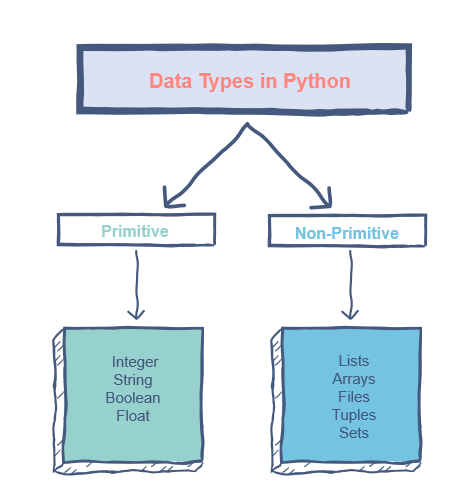 Data Types in Python
Primitive
Non-Primitive
Integer
String
Boolean
Float
Lists
Arrays
Files
Tuples
Sets